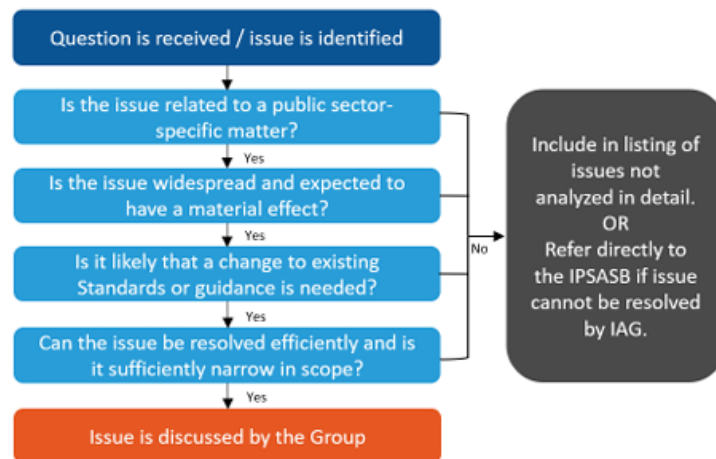 Question is received / issue is identified
Is the issue related to a public sector-
specific matter?
Yes
Is the issue widespread and expected to
have a material effect?
Yes
Is it likely that a change to existing
Standards or guidance is needed?
Yes
Can the issue be resolved efficiently and is
it sufficiently narrow in scope?
Yes
Issue is discussed by the Group
No
Include in listing of
issues not
analyzed in detail.
OR
Refer directly to
the IPSASB if issue
cannot be resolved
by IAG.